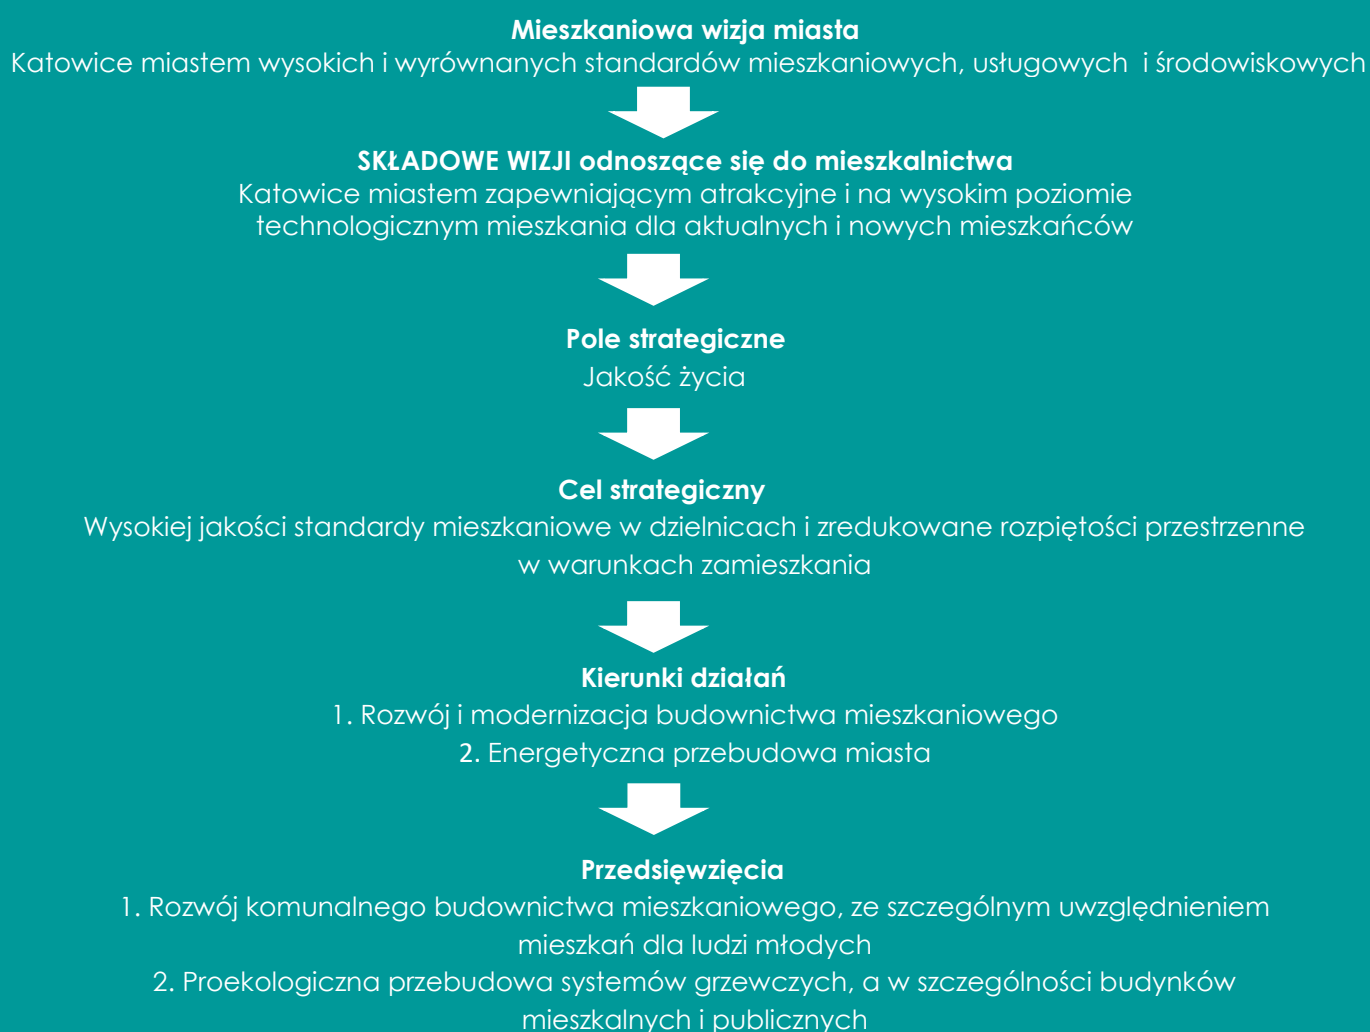 Mieszkaniowa wizja miasta
Katowice miastem wysokich i wyrównanych standardów mieszkaniowych, usługowych i środowiskowych
SKŁADOWE WIZJI odnoszące się do mieszkalnictwa
Katowice miastem zapewniającym atrakcyjne i na wysokim poziomie
technologicznym mieszkania dla aktualnych i nowych mieszkańców
Pole strategiczne
Jakość życia
Cel strategiczny
Wysokiej jakości standardy mieszkaniowe w dzielnicach i zredukowane rozpiętości przestrzenne
w warunkach zamieszkania
Kierunki działań
1. Rozwój i modernizacja budownictwa mieszkaniowego
2. Energetyczna przebudowa miasta
Przedsięwzięcia
1. Rozwój komunalnego budownictwa mieszkaniowego, ze szczególnym uwzględnieniem
mieszkań dla ludzi młodych
2. Proekologiczna przebudowa systemów grzewczych, a w szczególności budynków
mieszkalnych i publicznych